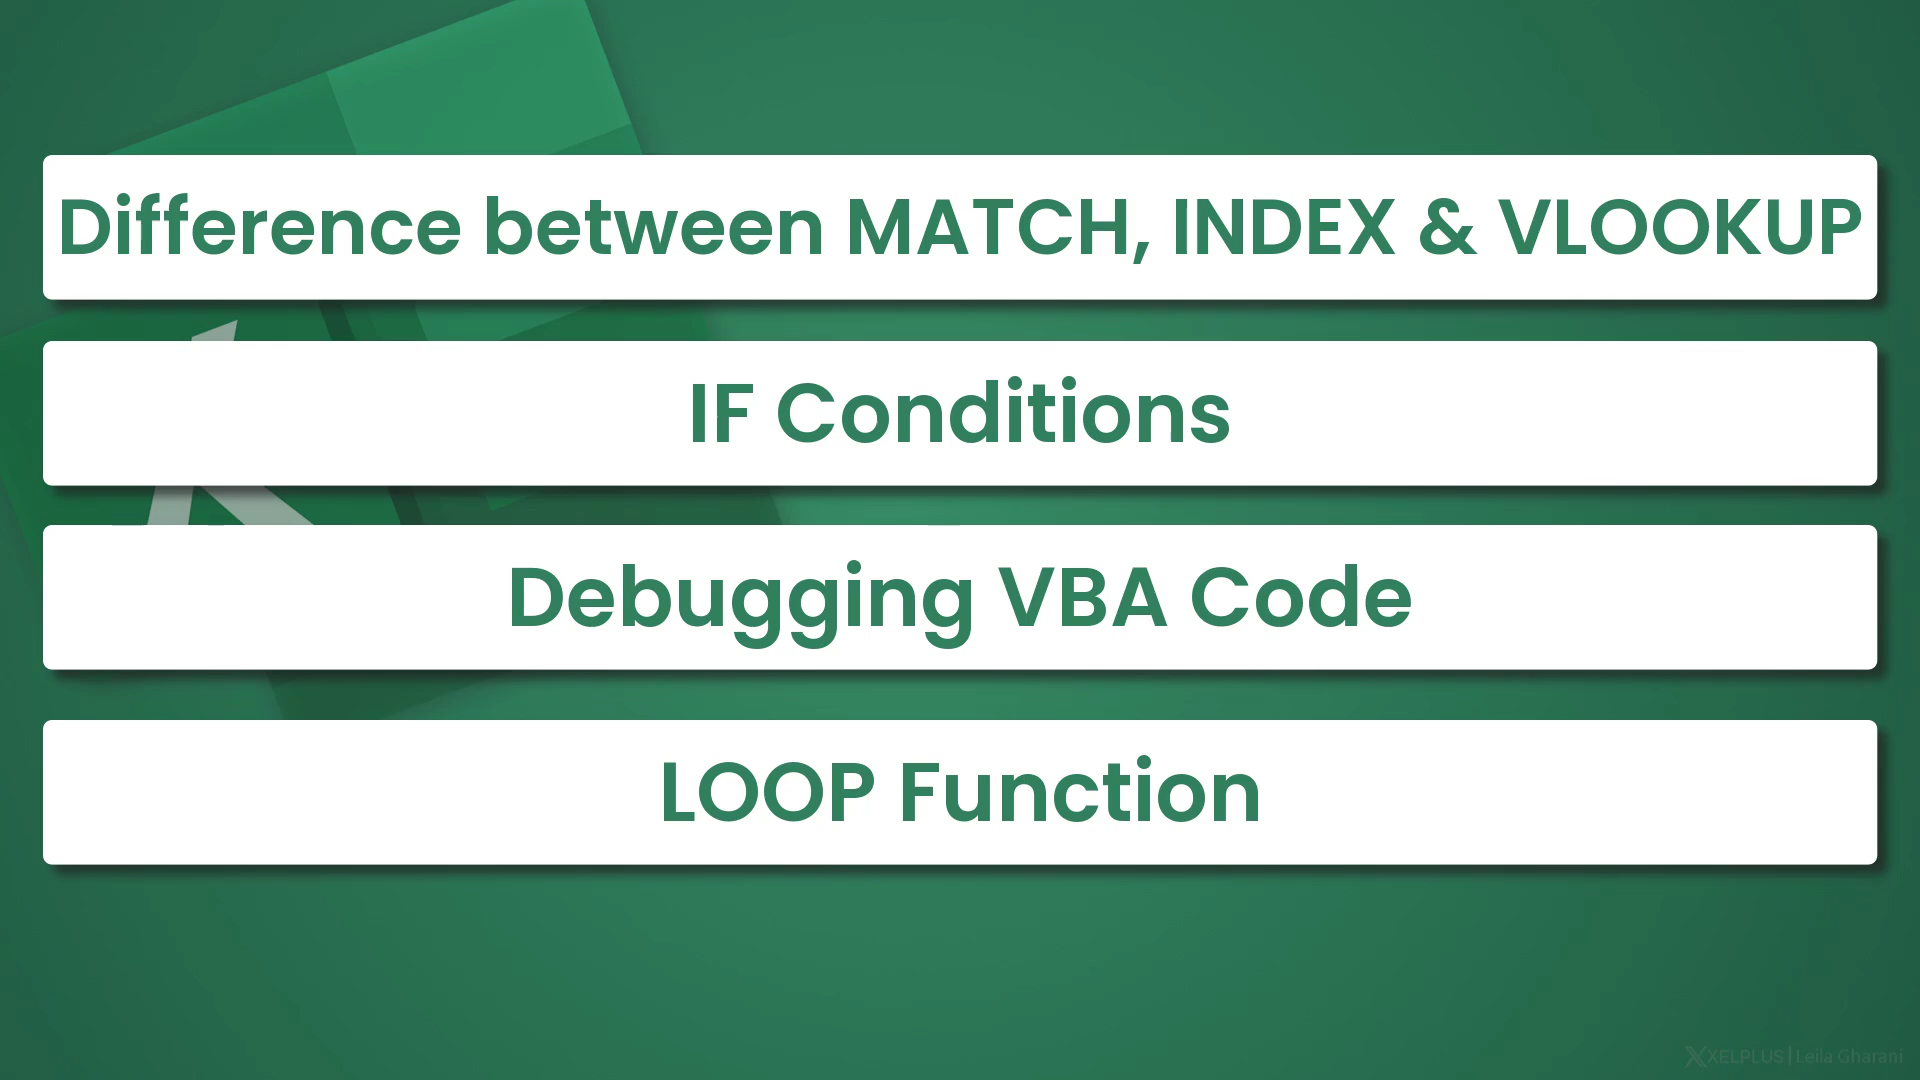 Difference between MATCH, INDEX & VLOOKUP
IF Conditions
Debugging VBA Code
LOOP Function
XELPLUS | Leila Gharani